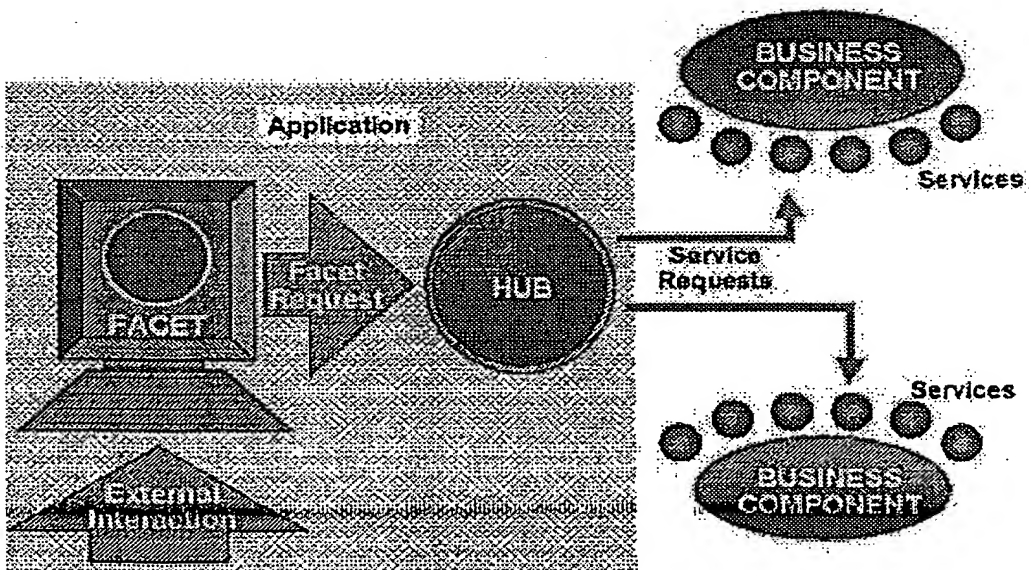 BUSINESS
COMPONENT
Services
Application
FACET
Facet
Request
HUB
Service
Requests
External
Interaction
Services
BUSINESS
COMPONENT